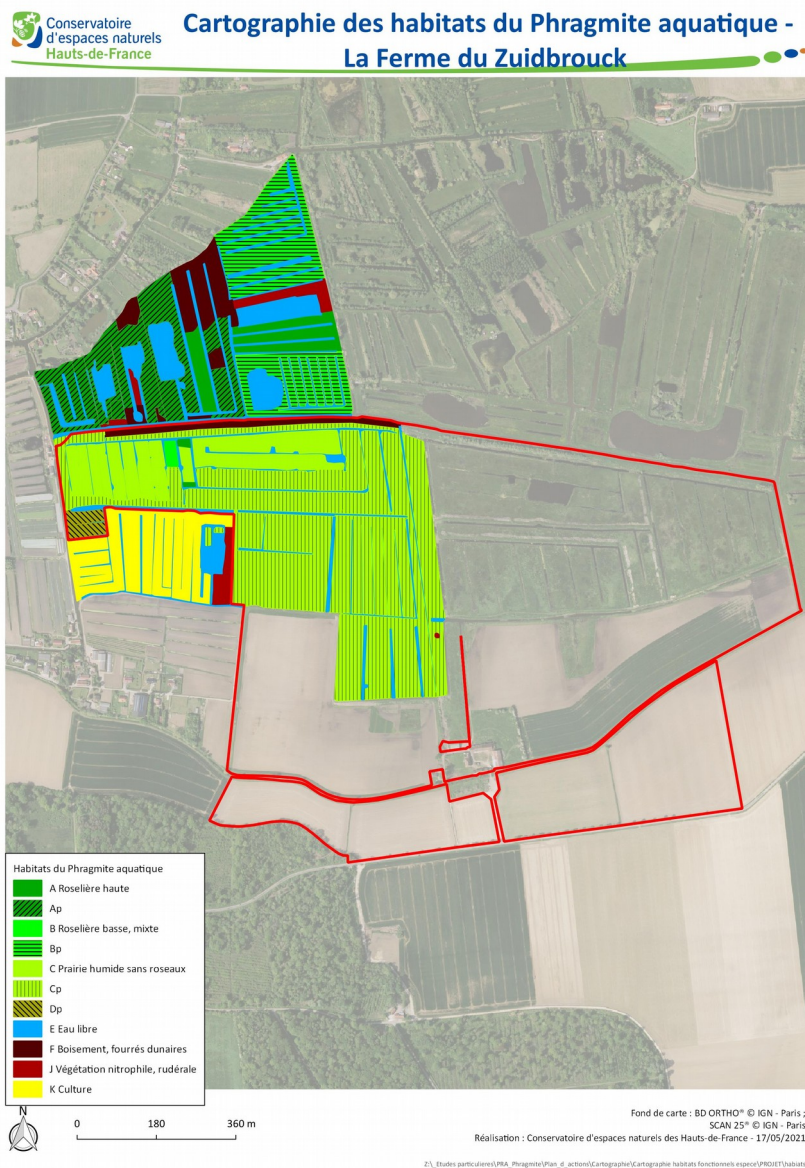 Conservatoire
d'espaces naturels
Hauts-de-France
Cartographie des habitats du Phragmite aquatique -
La Ferme du Zuidbrouck
Habitats du Phragmite aquatique
A Roselière haute
Ap
B Roselière basse, mixte
Bp
C Prairie humide sans roseaux
Cp
Dp
E Eau libre
F Boisement, fourrés dunaires
J Végétation nitrophile, rudérale
K Culture
N
0 180 360 m
Fond de carte : BD ORTHO® © IGN - Paris ;
SCAN 25® © IGN - Paris
Réalisation : Conservatoire d'espaces naturels des Hauts-de-France - 17/05/2021
Z:\_Etudes particulieres\PRA_Phragmite\Plan_d_actions\Cartographie\Cartographie habitats fonctionnels espece\PROJET\habitats